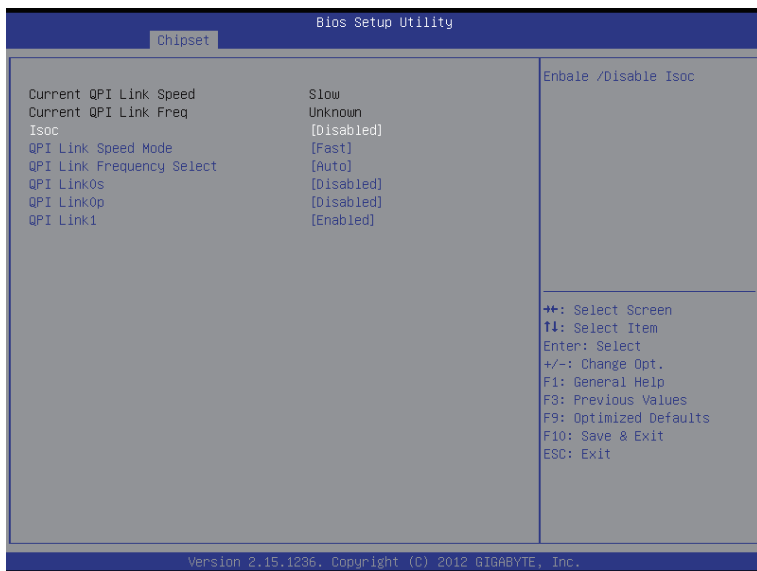 Bios Setup Utility
Chipset
Current QPI Link Speed Slow
Current QPI Link Freq Unknown
Isoc [Disabled]
QPI Link Speed Mode [Fast]
QPI Link Frequency Select [Auto]
QPI Link0s [Disabled]
QPI Link0p [Disabled]
QPI Link1 [Enabled]
Enbale /Disable Isoc
→←: Select Screen
↑↓: Select Item
Enter: Select
+/-: Change Opt.
F1: General Help
F3: Previous Values
F9: Optimized Defaults
F10: Save & Exit
ESC: Exit
Version 2.15.1236. Copyright (C) 2012 GIGABYTE, Inc.